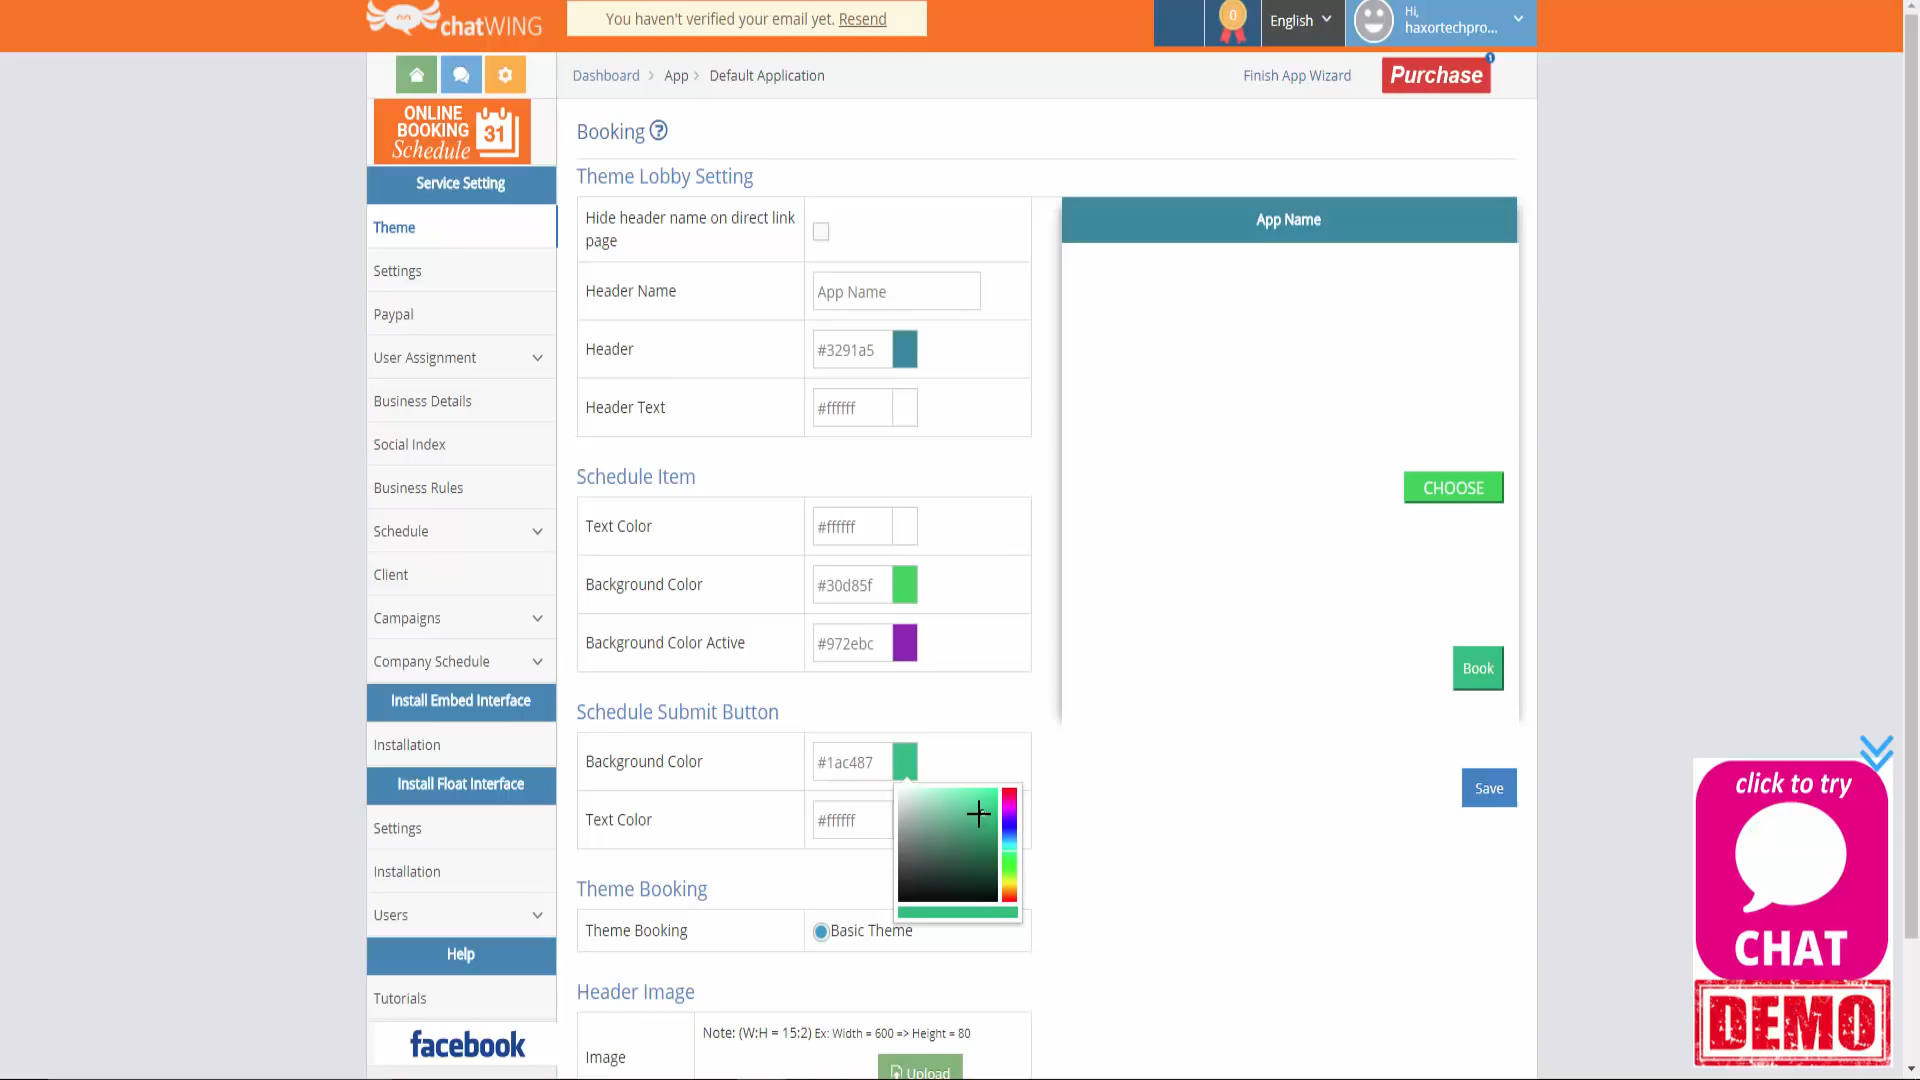 chatWING
You haven't verified your email yet. Resend
0
English
Hi,
haxortechpro...
Dashboard
App
Default Application
Finish App Wizard
Purchase
1
ONLINE
BOOKING
Schedule
31
Booking ?
Service Setting
Theme
Settings
Paypal
User Assignment
Business Details
Social Index
Business Rules
Schedule
Client
Campaigns
Company Schedule
Install Embed Interface
Installation
Install Float Interface
Settings
Installation
Users
Help
Tutorials
facebook
Theme Lobby Setting
Hide header name on direct link
page
Header Name
App Name
Header
#3291a5
Header Text
#ffffff
Schedule Item
Text Color
#ffffff
Background Color
#30d85f
Background Color Active
#972ebc
Schedule Submit Button
Background Color
#1ac487
Text Color
#ffffff
Theme Booking
Theme Booking
Basic Theme
Header Image
Image
Note: (W:H = 15:2) Ex: Width = 600 => Height = 80
Upload
App Name
CHOOSE
Book
Save
click to try
CHAT
DEMO